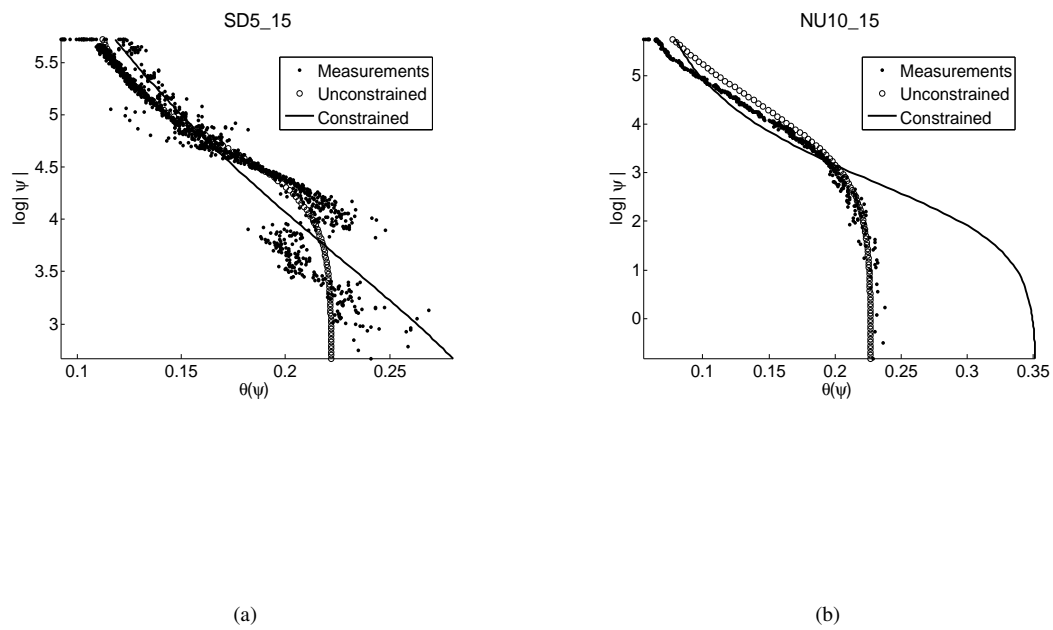 SD5_15
5.5
5
4.5
4
3.5
3
log| ψ |
0.1
0.15
0.2
0.25
θ(ψ)
Measurements
Unconstrained
Constrained
(a)
NU10_15
5
4
3
2
1
0
log| ψ |
0.1
0.15
0.2
0.25
0.3
0.35
θ(ψ)
Measurements
Unconstrained
Constrained
(b)